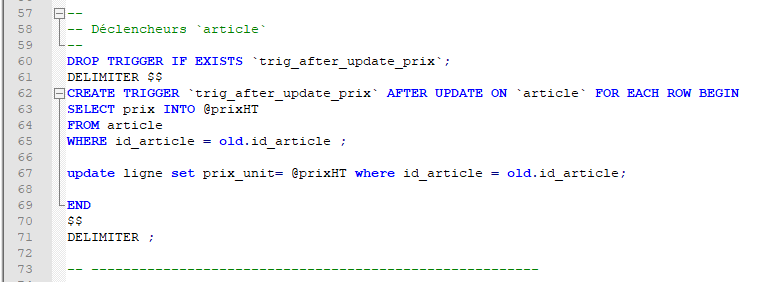 57 --
58 -- Déclencheurs `article`
59 --
60 DROP TRIGGER IF EXISTS `trig_after_update_prix`;
61 DELIMITER $$
62 CREATE TRIGGER `trig_after_update_prix` AFTER UPDATE ON `article` FOR EACH ROW BEGIN
63 SELECT prix INTO @prixHT
64 FROM article
65 WHERE id_article = old.id_article ;
66
67 update ligne set prix_unit= @prixHT where id_article = old.id_article;
68
69 END
70 $$
71 DELIMITER ;
72
73 -- --------------------------------------------------------